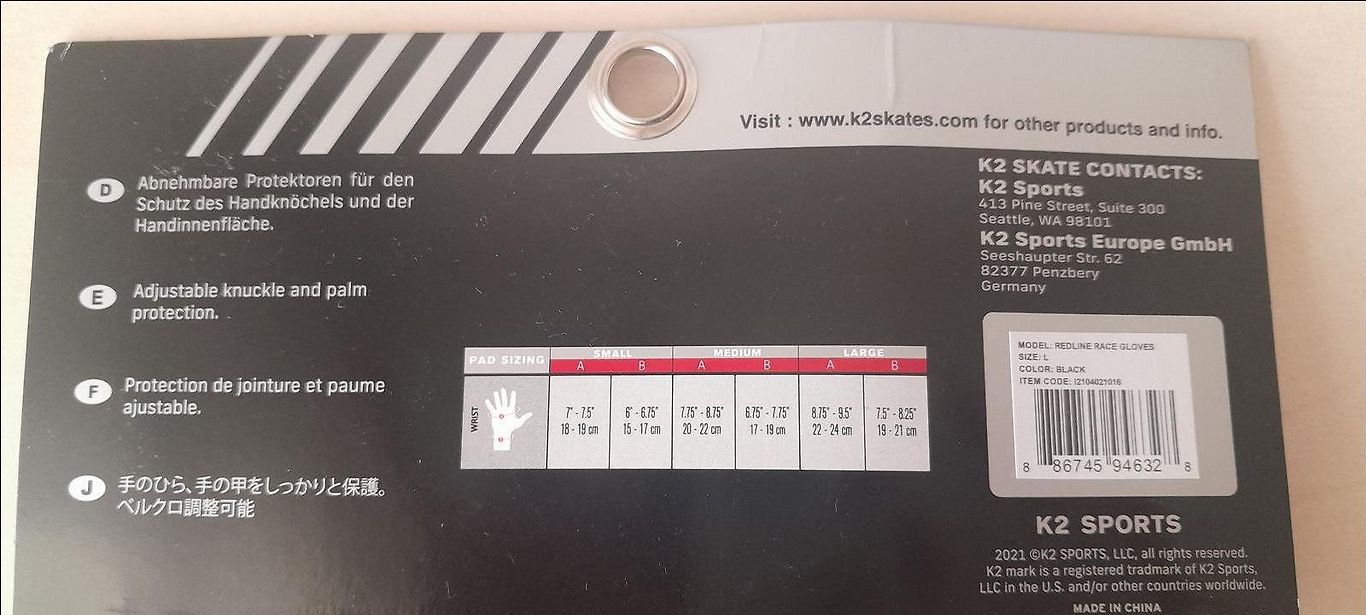 Visit : www.k2skates.com for other products and info.
D
Abnehmbare Protektoren für den
Schutz des Handknöchels und der
Handinnenfläche.
E
Adjustable knuckle and palm
protection.
F
Protection de jointure et paume
ajustable.
J
手のひら、手の甲をしっかりと保護。
ベルクロ調整可能
PAD SIZING SMALL MEDIUM LARGE
A B A B A B
WRIST
7" - 7.5" 6" - 6.75" 7.75" - 8.75" 6.75" - 7.75" 8.75" - 9.5" 7.5" - 8.25"
18 - 19 cm 15 - 17 cm 20 - 22 cm 17 - 19 cm 22 - 24 cm 19 - 21 cm
K2 SKATE CONTACTS:
K2 Sports
413 Pine Street, Suite 300
Seattle, WA 98101
K2 Sports Europe GmbH
Seeshaupter Str. 62
82377 Penzbery
Germany
MODEL: REDLINE RACE GLOVES
SIZE: L
COLOR: BLACK
ITEM CODE: I2104021016
8 86745 94632 8
K2 SPORTS
2021 ©K2 SPORTS, LLC, all rights reserved.
K2 mark is a registered tradmark of K2 Sports,
LLC in the U.S. and/or other countries worldwide.
MADE IN CHINA